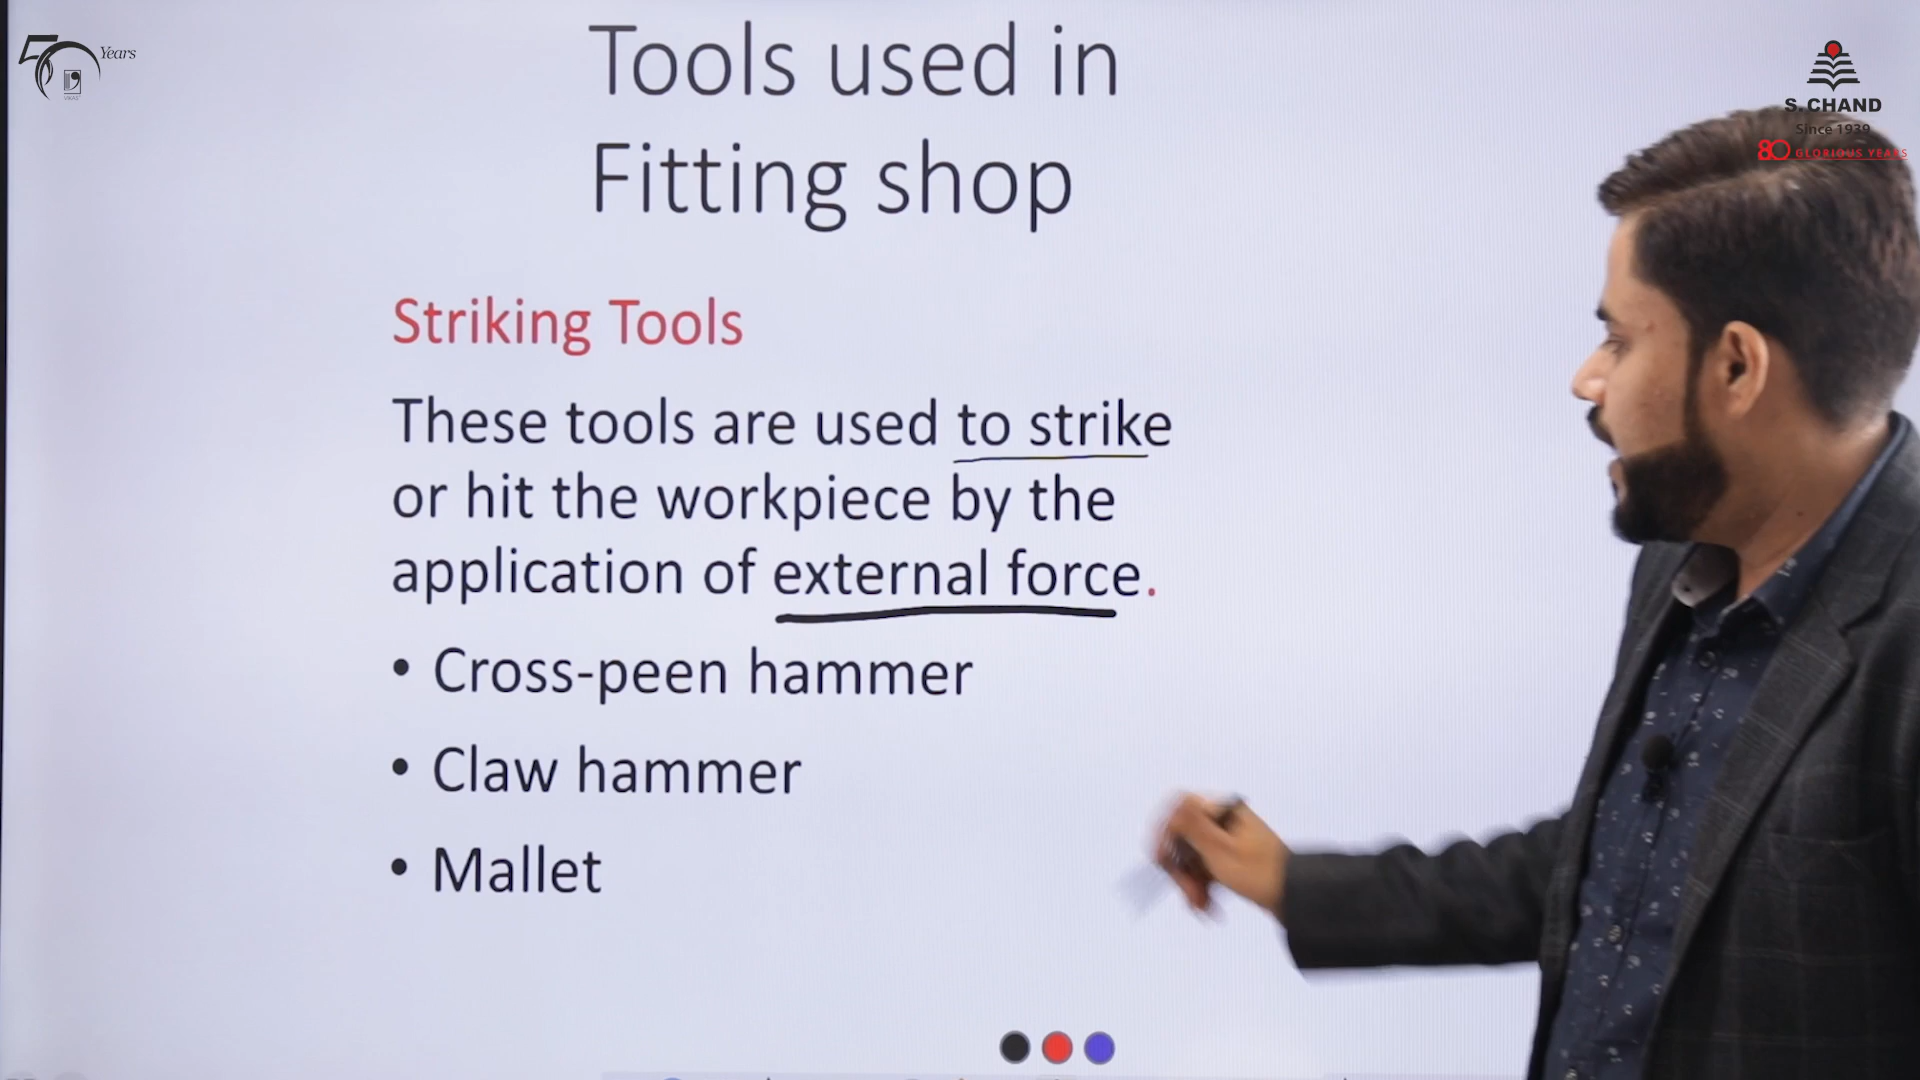 50 Years
S. CHAND
Since 1939
80 GLORIOUS YEARS
Tools used in
Fitting shop
Striking Tools
These tools are used to strike
or hit the workpiece by the
application of external force.
• Cross-peen hammer
• Claw hammer
• Mallet